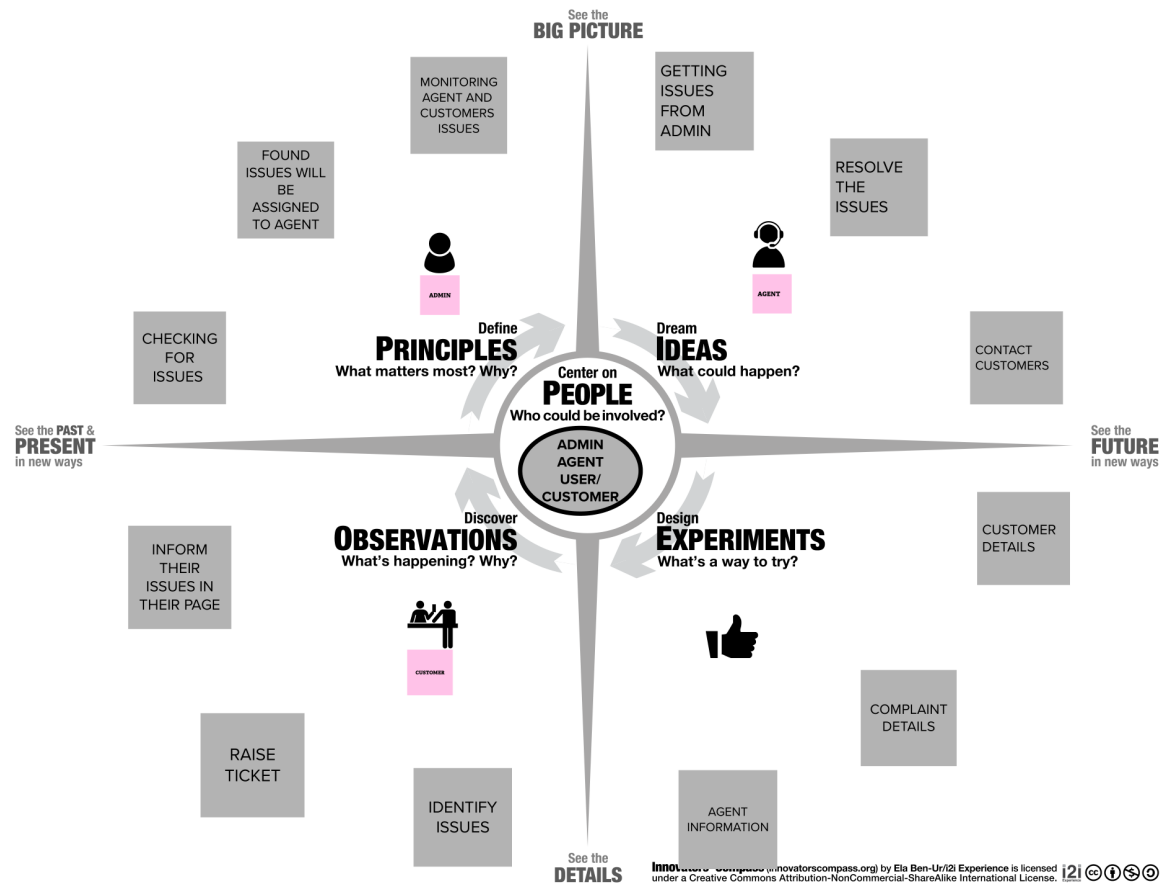 See the
BIG PICTURE
MONITORING
AGENT AND
CUSTOMERS
ISSUES
GETTING
ISSUES
FROM
ADMIN
FOUND
ISSUES WILL
BE
ASSIGNED
TO AGENT
RESOLVE
THE
ISSUES
ADMIN
AGENT
CHECKING
FOR
ISSUES
Define
PRINCIPLES
What matters most? Why?
Dream
IDEAS
What could happen?
CONTACT
CUSTOMERS
Center on
PEOPLE
Who could be involved?
ADMIN
AGENT
USER/
CUSTOMER
See the PAST &
PRESENT
in new ways
See the
FUTURE
in new ways
Discover
OBSERVATIONS
What's happening? Why?
Design
EXPERIMENTS
What's a way to try?
INFORM
THEIR
ISSUES IN
THEIR PAGE
CUSTOMER
DETAILS
CUSTOMER
RAISE
TICKET
COMPLAINT
DETAILS
IDENTIFY
ISSUES
AGENT
INFORMATION
See the
DETAILS
Innovators' Compass (innovatorscompass.org) by Ela Ben-Ur/i2i Experience is licensed
under a Creative Commons Attribution-NonCommercial-ShareAlike International License.
i2i
Experience
cc